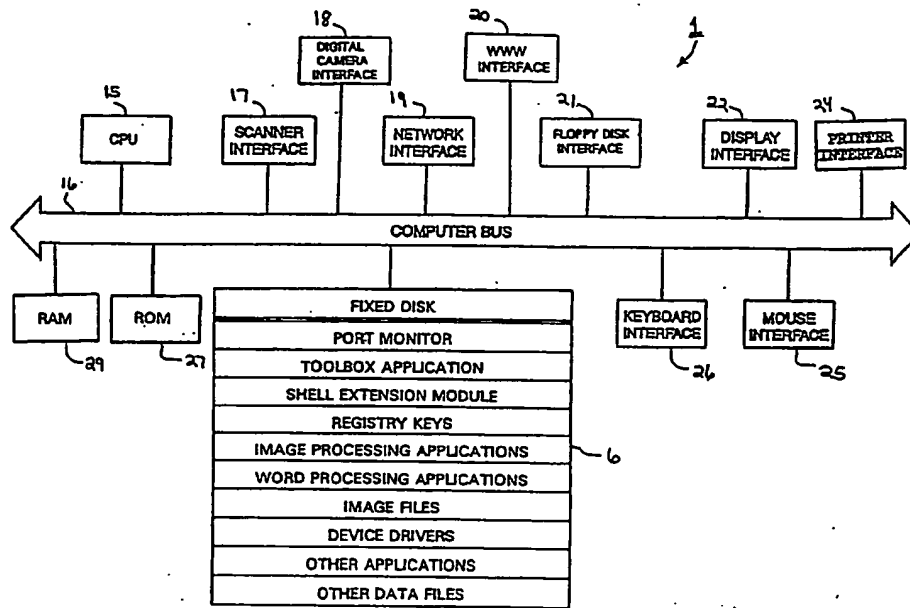 18
DIGITAL
CAMERA
INTERFACE
20
WWW
INTERFACE
1
15
CPU
17
SCANNER
INTERFACE
19
NETWORK
INTERFACE
21
FLOPPY DISK
INTERFACE
22
DISPLAY
INTERFACE
24
PRINTER
INTERFACE
16
COMPUTER BUS
RAM
29
ROM
27
FIXED DISK
PORT MONITOR
TOOLBOX APPLICATION
SHELL EXTENSION MODULE
REGISTRY KEYS
IMAGE PROCESSING APPLICATIONS
WORD PROCESSING APPLICATIONS
IMAGE FILES
DEVICE DRIVERS
OTHER APPLICATIONS
OTHER DATA FILES
6
KEYBOARD
INTERFACE
26
MOUSE
INTERFACE
25